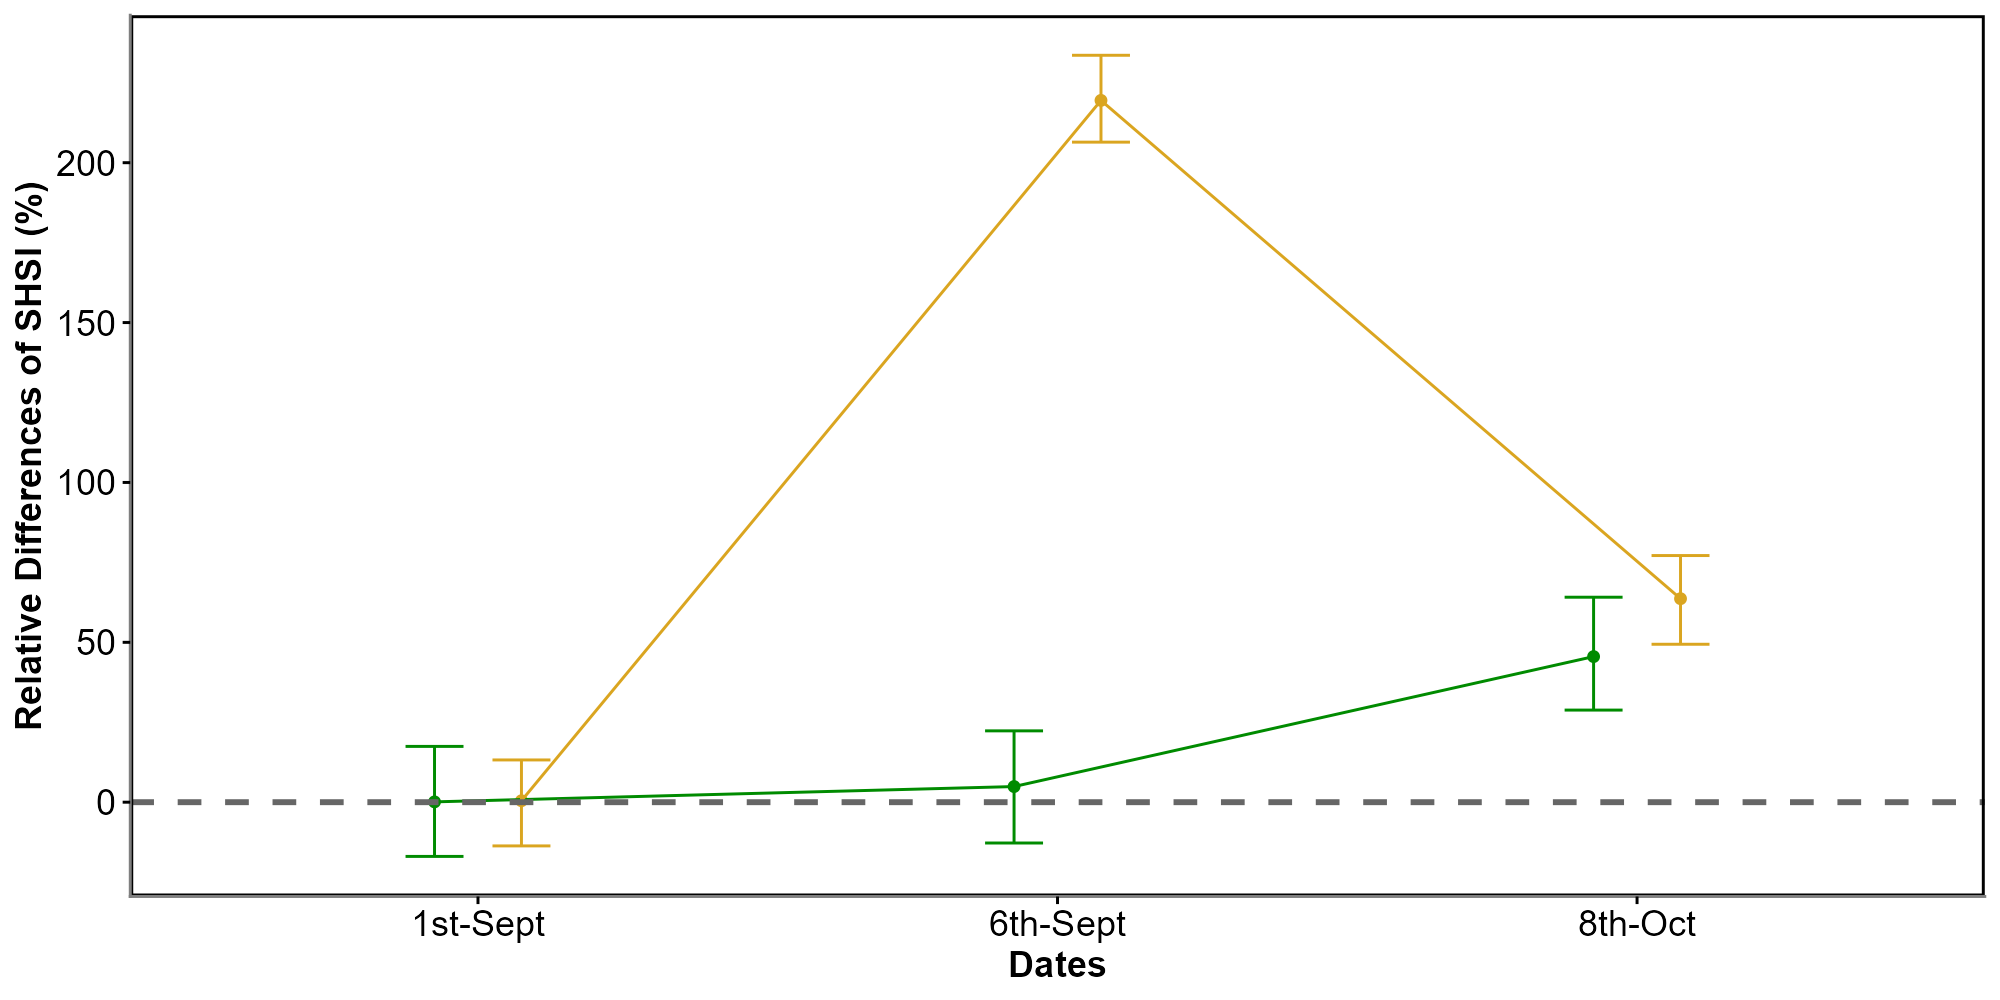 Relative Differences of SHSI (%)
200
150
100
50
0
1st-Sept 6th-Sept 8th-Oct
Dates